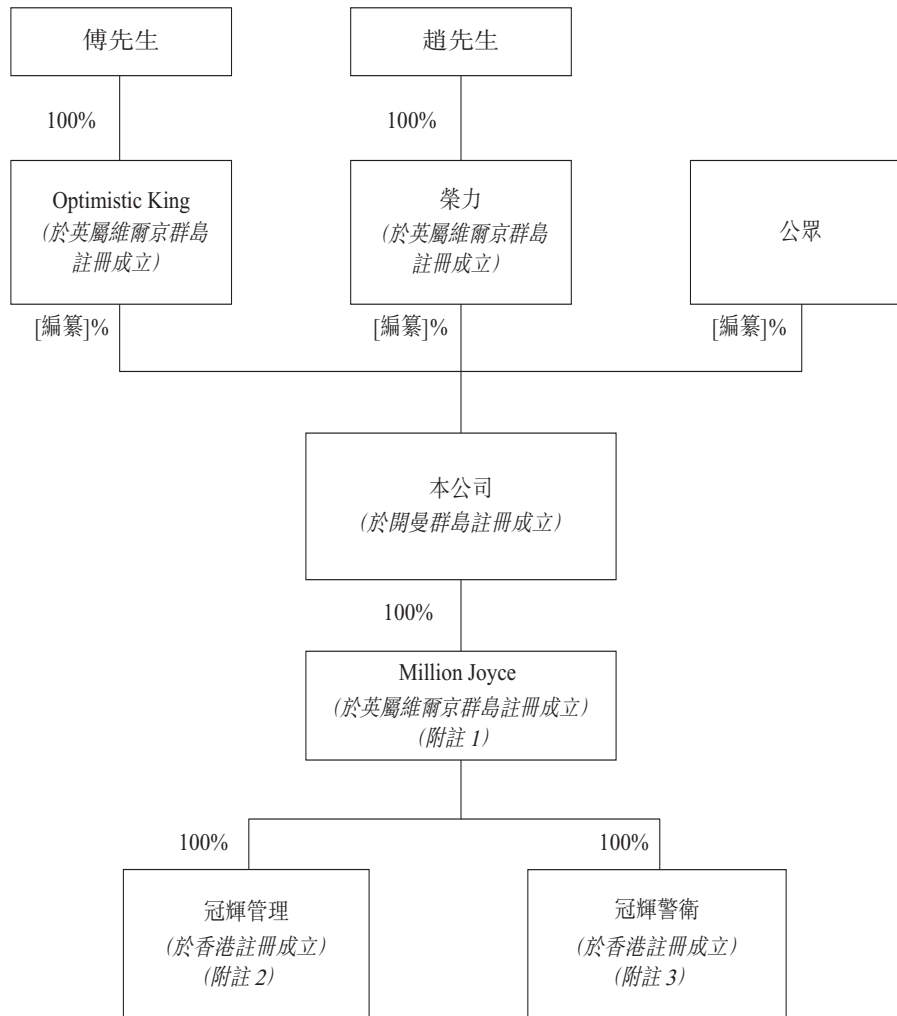 傅先生
趙先生
100%
100%
Optimistic King
(於英屬維爾京群島
註冊成立)
榮力
(於英屬維爾京群島
註冊成立)
公眾
[編纂]%
[編纂]%
[編纂]%
本公司
(於開曼群島註冊成立)
100%
Million Joyce
(於英屬維爾京群島註冊成立)
(附註 1)
100%
100%
冠輝管理
(於香港註冊成立)
(附註 2)
冠輝警衛
(於香港註冊成立)
(附註 3)